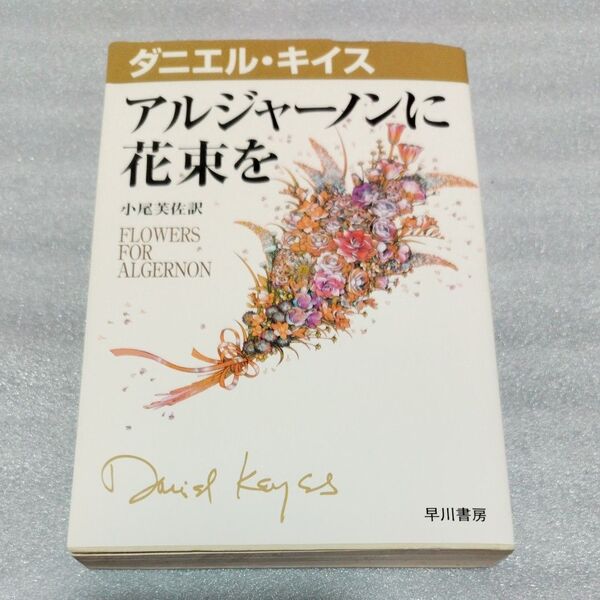 ダニエル・キイス
アルジャーノンに
花束を
小尾芙佐訳
FLOWERS
FOR
ALGERNON
Daniel Keyes
早川書房